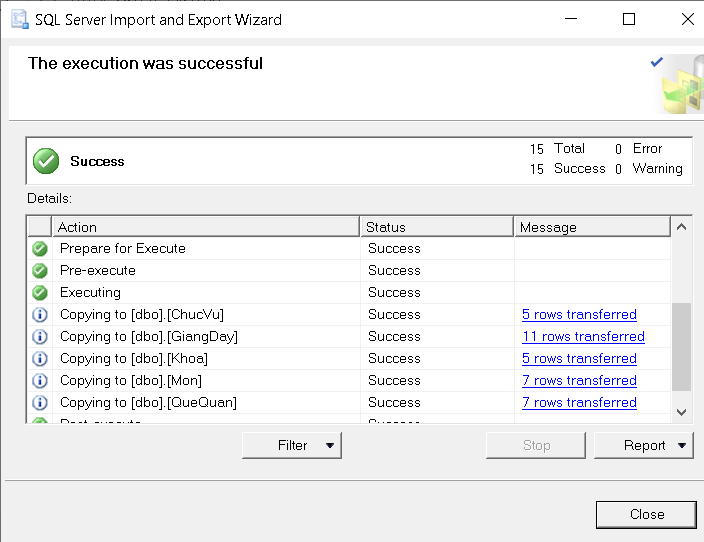 SQL Server Import and Export Wizard
The execution was successful
Success
15 Total 0 Error
15 Success 0 Warning
Details:
Action Status Message
Prepare for Execute Success
Pre-execute Success
Executing Success
Copying to [dbo].[ChucVu] Success 5 rows transferred
Copying to [dbo].[GiangDay] Success 11 rows transferred
Copying to [dbo].[Khoa] Success 5 rows transferred
Copying to [dbo].[Mon] Success 7 rows transferred
Copying to [dbo].[QueQuan] Success 7 rows transferred
Post-execute Success
Filter Stop Report
Close